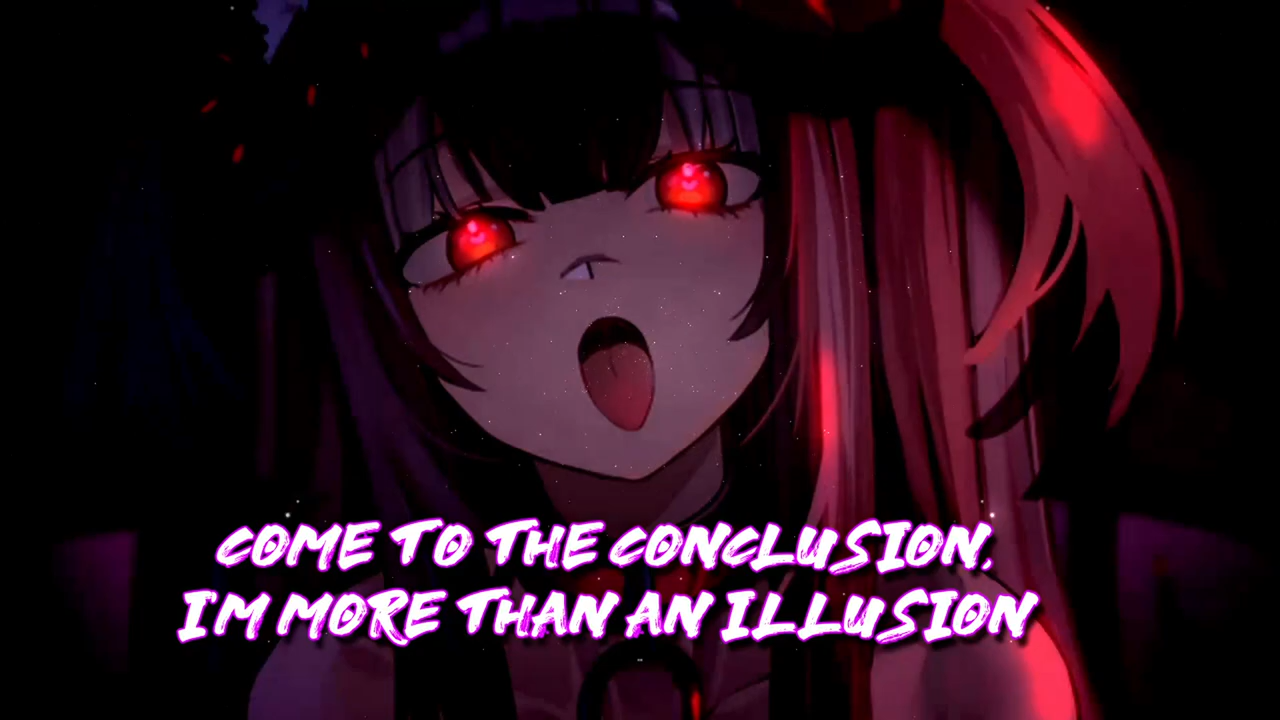 COME TO THE CONCLUSION,
I'M MORE THAN AN ILLUSION